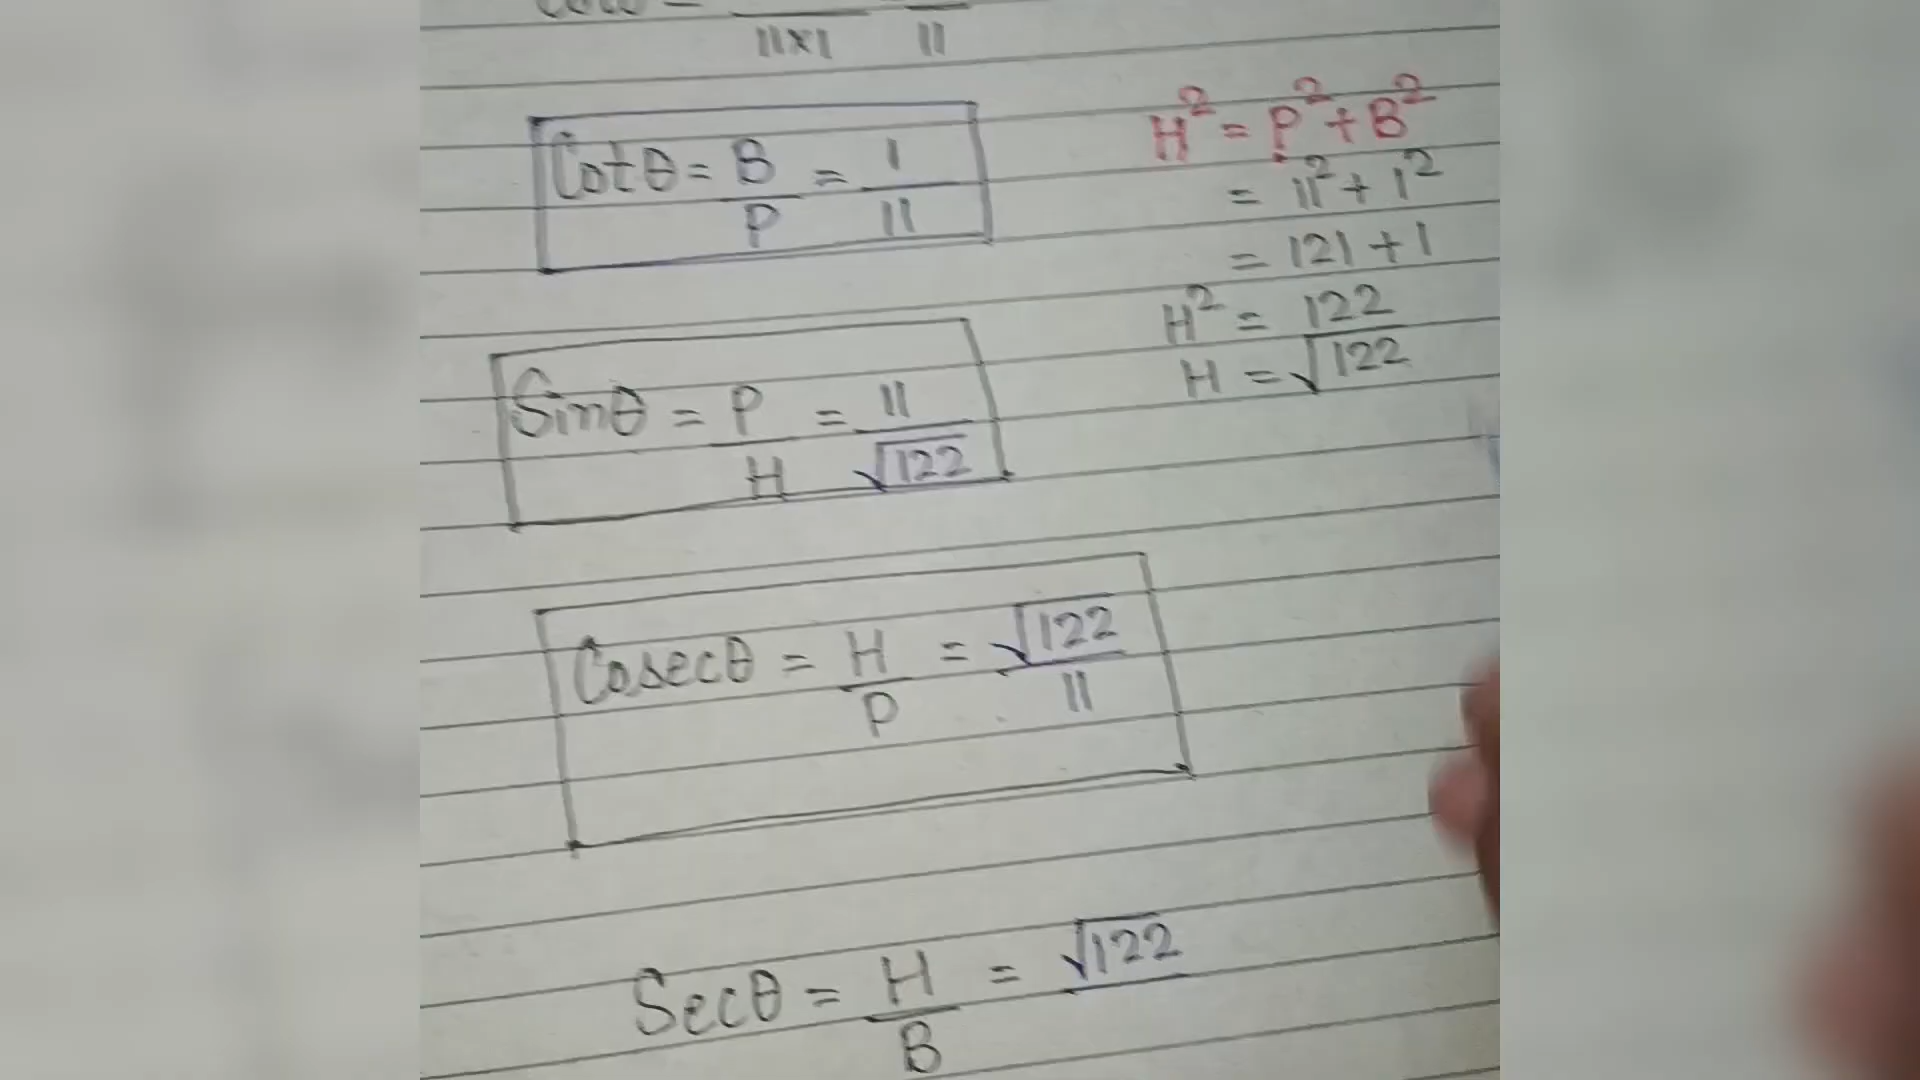 11×1 11
Cotθ = B/P = 1/11
H² = P² + B²
= 11² + 1²
= 121 + 1
H² = 122
H = √122
Sinθ = P/H = 11/√122
Cosecθ = H/P = √122/11
Secθ = H/B = √122